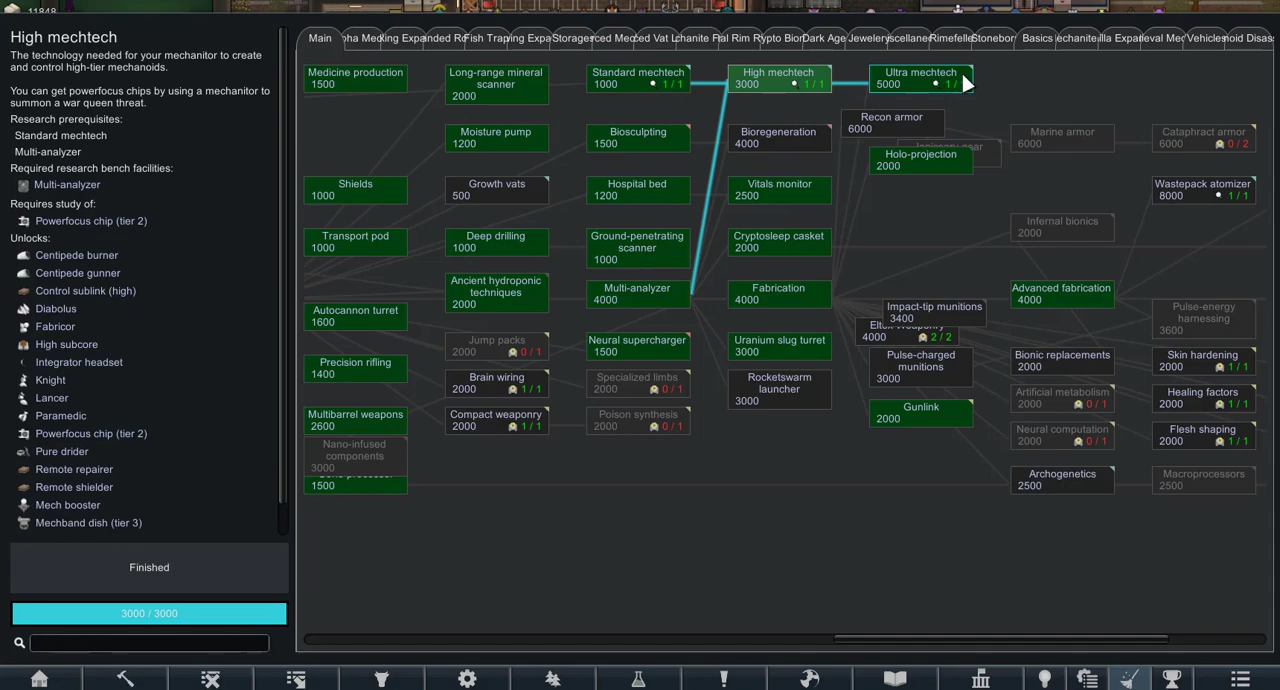 11848
High mechtech
The technology needed for your mechanitor to create
and control high-tier mechanoids.
You can get powerfocus chips by using a mechanitor to
summon a war queen threat.
Research prerequisites:
Standard mechtech
Multi-analyzer
Required research bench facilities:
Multi-analyzer
Requires study of:
Powerfocus chip (tier 2)
Unlocks:
Centipede burner
Centipede gunner
Control sublink (high)
Diabolus
Fabricor
High subcore
Integrator headset
Knight
Lancer
Paramedic
Powerfocus chip (tier 2)
Pure drider
Remote repairer
Remote shielder
Mech booster
Mechband dish (tier 3)
Finished
3000 / 3000
Main
Medicine production
1500
Long-range mineral
scanner
2000
Standard mechtech
1000 1 / 1
High mechtech
3000 1 / 1
Ultra mechtech
5000 1 /
Recon armor
6000
Moisture pump
1200
Biosculpting
1500
Bioregeneration
4000
Holo-projection
2000
Marine armor
6000
Cataphract armor
6000 0 / 2
Shields
1000
Growth vats
500
Hospital bed
1200
Vitals monitor
2500
Wastepack atomizer
8000 1 / 1
Transport pod
1000
Deep drilling
1000
Ground-penetrating
scanner
1000
Cryptosleep casket
2000
Infernal bionics
2000
Ancient hydroponic
techniques
2000
Multi-analyzer
4000
Fabrication
4000
Advanced fabrication
4000
Autocannon turret
1600
Impact-tip munitions
3400
4000 2 / 2
Pulse-energy
harnessing
3600
Jump packs
2000 0 / 1
Neural supercharger
1500
Uranium slug turret
3000
Pulse-charged
munitions
3000
Bionic replacements
2000
Skin hardening
2000 1 / 1
Precision rifling
1400
Brain wiring
2000 1 / 1
Specialized limbs
2000 0 / 1
Rocketswarm
launcher
3000
Artificial metabolism
2000 0 / 1
Healing factors
2000 1 / 1
Multibarrel weapons
2600
Compact weaponry
2000 1 / 1
Poison synthesis
2000 0 / 1
Gunlink
2000
Neural computation
2000 0 / 1
Flesh shaping
2000 1 / 1
Nano-infused
components
3000
1500
Archogenetics
2500
Macroprocessors
2500